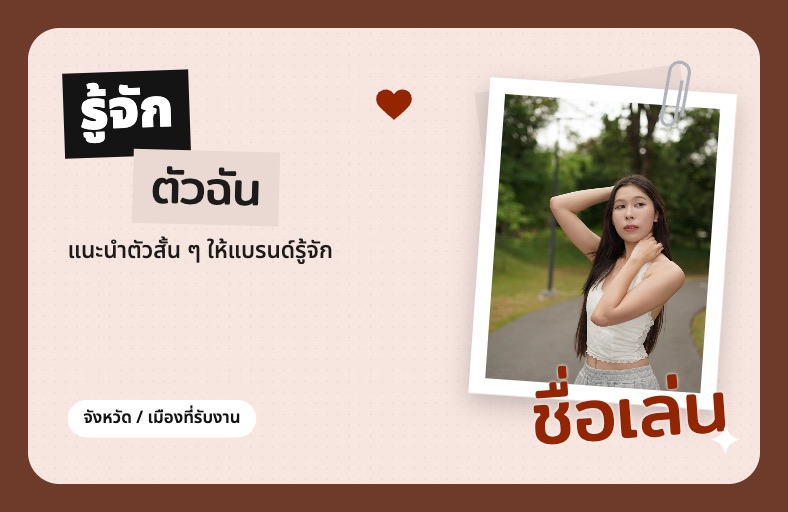 รู้จัก
ตัวฉัน
แนะนำตัวสั้น ๆ ให้แบรนด์รู้จัก
จังหวัด / เมืองที่รับงาน
ชื่อเล่น